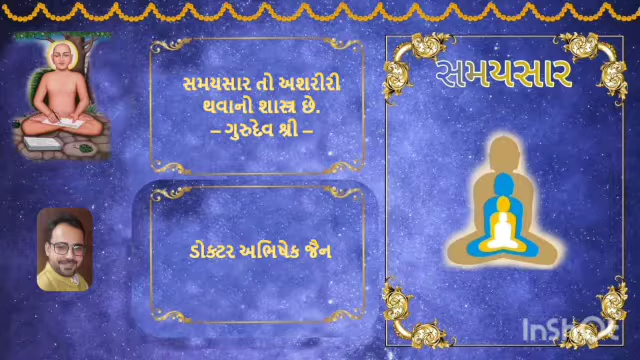 સમયસાર તો અશરીરી
થવાનો શાસ્ત્ર છે.
– ગુરુદેવ શ્રી –
ડોક્ટર અભિષેક જૈન
સમયસાર
InShOt